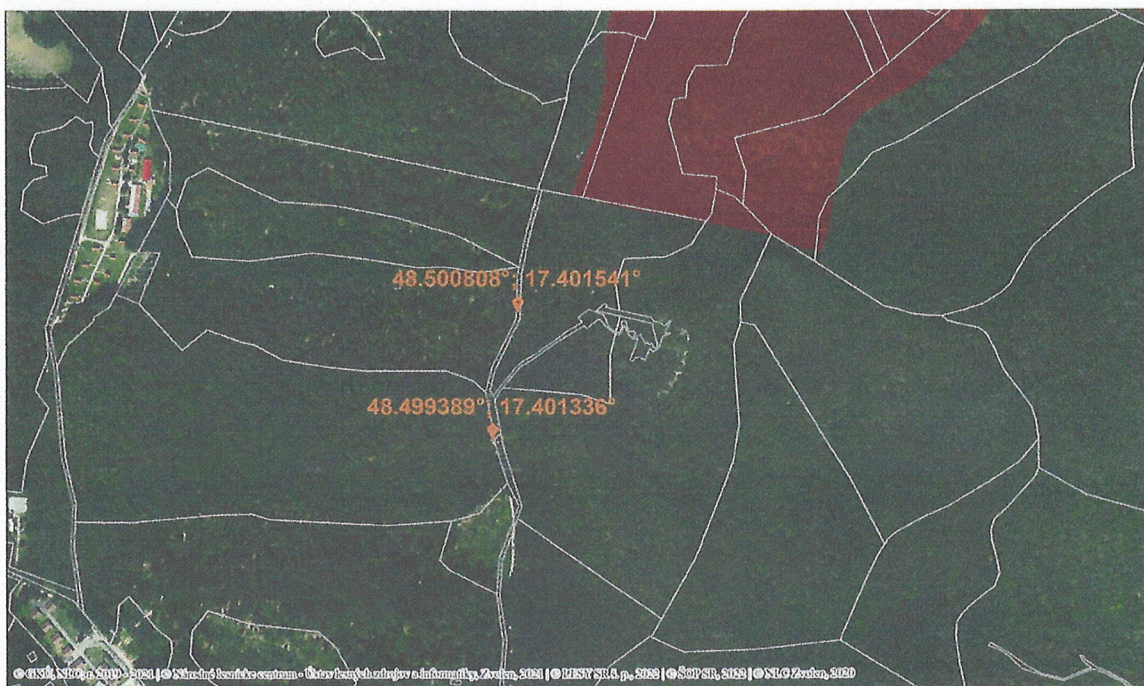 48.500808°; 17.401541°
48.499389°; 17.401336°
© GKÚ, NLC; r. 2019 - 2021 | © Národné lesnícke centrum - Ústav lesných zdrojov a informatiky, Zvolen, 2021 | © LESY SR š. p., 2022 | © ŠOP SR, 2022 | © NLC Zvolen, 2020